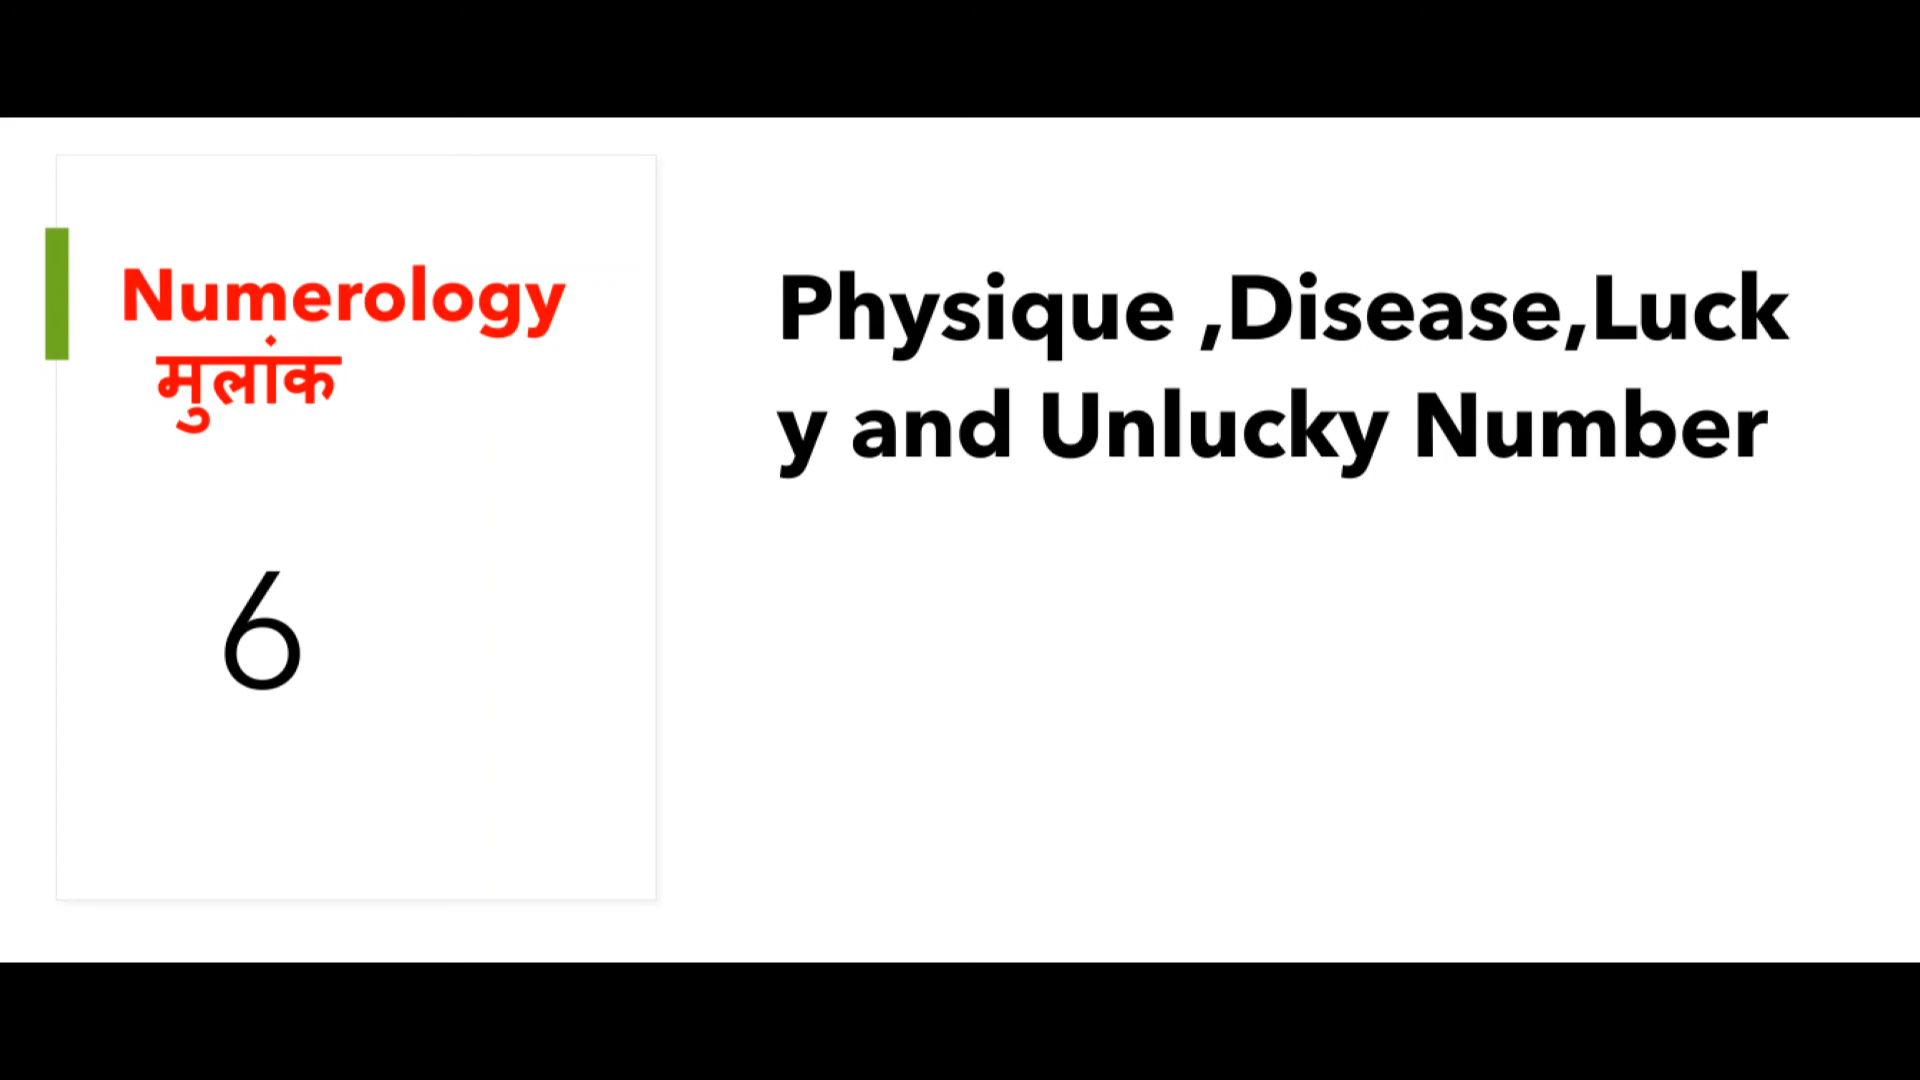 Numerology
मुलांक
6
Physique ,Disease,Luck
y and Unlucky Number